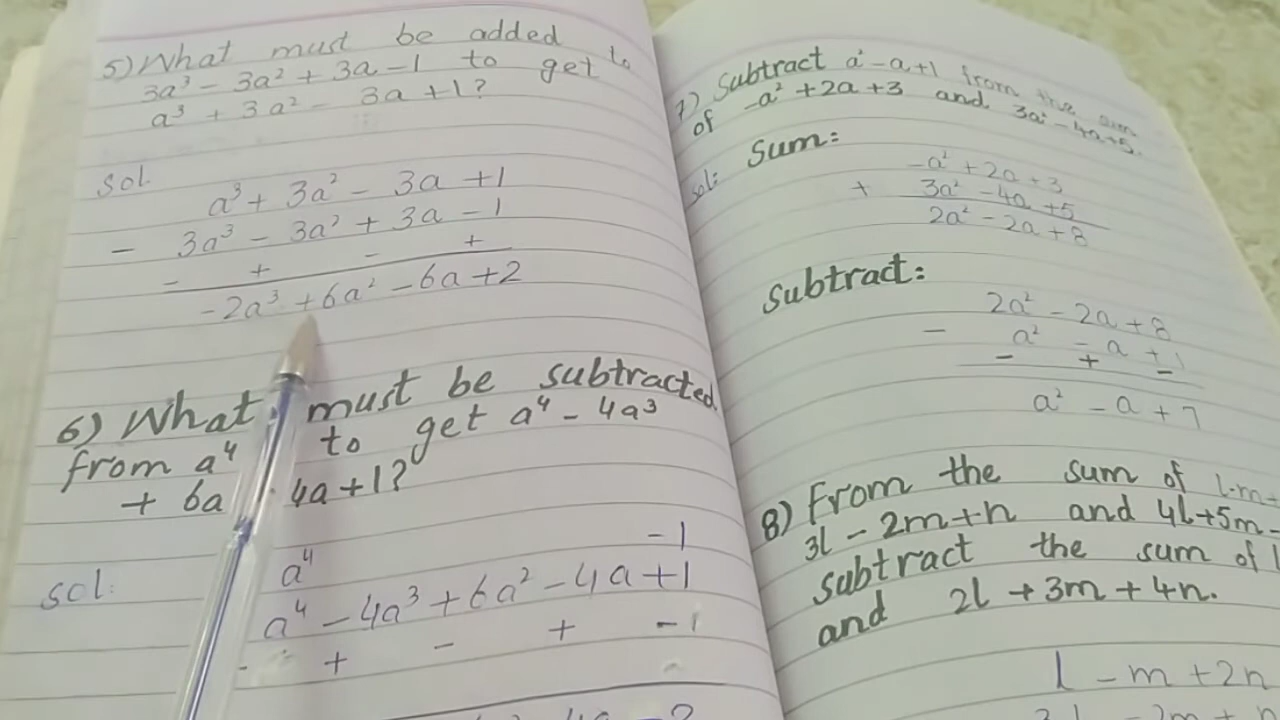 5) What must be added to
3a³ - 3a² + 3a - 1 to get
a³ + 3a² - 3a + 1?
sol
a³ + 3a² - 3a + 1
- 3a³ - 3a² + 3a - 1
- + - +
-2a³ + 6a² - 6a + 2
6) What must be subtracted
from a⁴ to get a⁴ - 4a³
+ 6a 4a + 1?
sol:
a⁴ - 1
a⁴ - 4a³ + 6a² - 4a + 1
- + - + - 1
7) Subtract a² - a + 1 from the sum
of -a² + 2a + 3 and 3a² - 4a + 5.
sol: Sum:
-a² + 2a + 3
+ 3a² - 4a + 5
2a² - 2a + 8
Subtract:
2a² - 2a + 8
- a² - a + 1
- + -
a² - a + 7
8) From the sum of l - m
3l - 2m + n and 4l + 5m -
subtract the sum of l
and 2l + 3m + 4n.
l - m + 2n